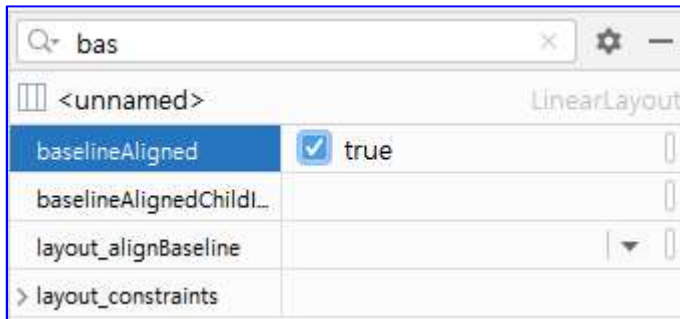 bas
<unnamed> LinearLayout
baselineAligned true
baselineAlignedChildI...
layout_alignBaseline
layout_constraints